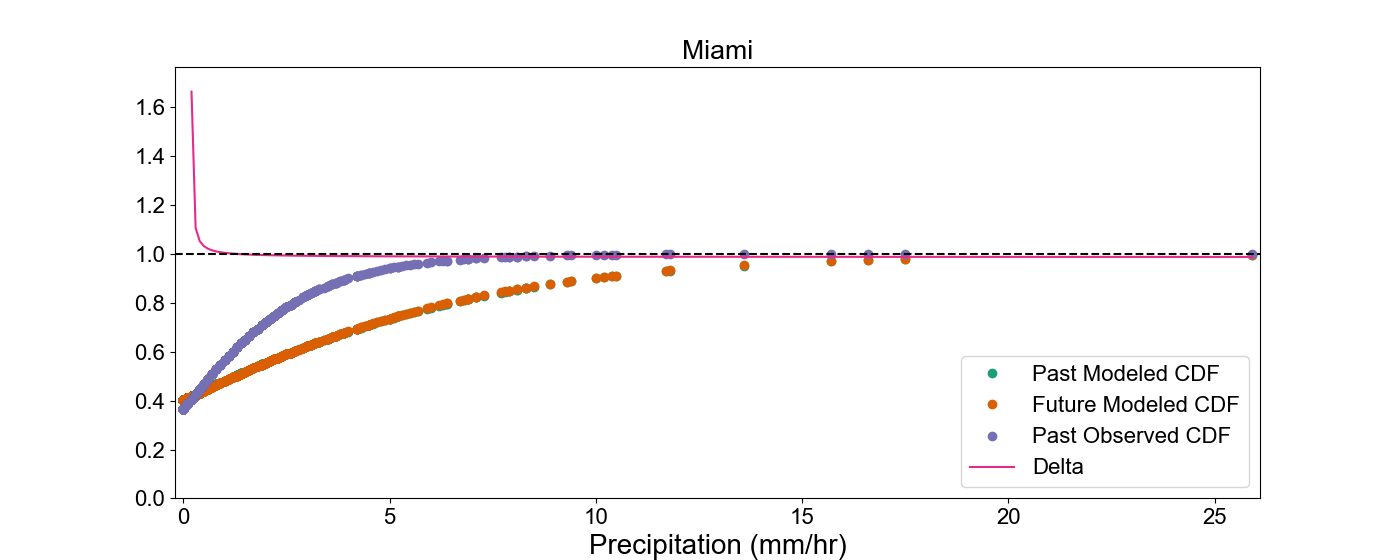 Miami
1.6
1.4
1.2
1.0
0.8
0.6
0.4
0.2
0.0
0 5 10 15 20 25
Precipitation (mm/hr)
Past Modeled CDF
Future Modeled CDF
Past Observed CDF
Delta